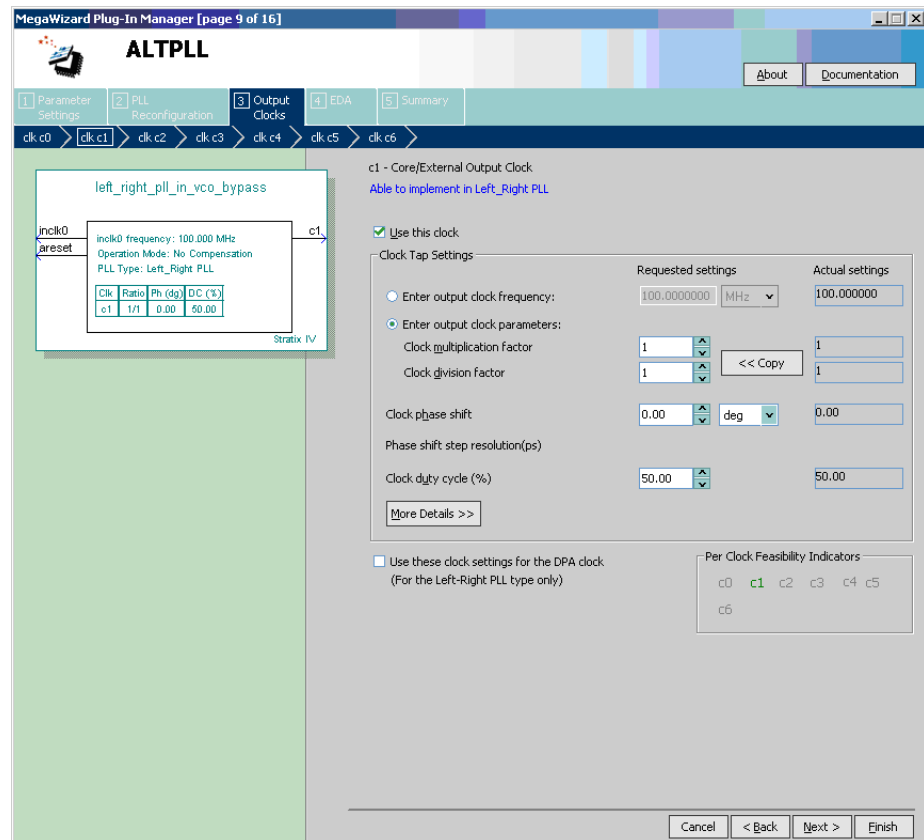 MegaWizard Plug-In Manager [page 9 of 16]
ALTPLL
About Documentation
1 Parameter Settings 2 PLL Reconfiguration 3 Output Clocks 4 EDA 5 Summary
clk c0 clk c1 clk c2 clk c3 clk c4 clk c5 clk c6
left_right_pll_in_vco_bypass
inclk0 c1
areset
inclk0 frequency: 100.000 MHz
Operation Mode: No Compensation
PLL Type: Left_Right PLL
Clk Ratio Ph (dg) DC (%)
c1 1/1 0.00 50.00
Stratix IV
c1 - Core/External Output Clock
Able to implement in Left_Right PLL
Use this clock
Clock Tap Settings
Requested settings Actual settings
Enter output clock frequency: 100.0000000 MHz 100.000000
Enter output clock parameters:
Clock multiplication factor 1 1
<< Copy
Clock division factor 1 1
Clock phase shift 0.00 deg 0.00
Phase shift step resolution(ps)
Clock duty cycle (%) 50.00 50.00
More Details >>
Use these clock settings for the DPA clock
(For the Left-Right PLL type only)
Per Clock Feasibility Indicators
c0 c1 c2 c3 c4 c5
c6
Cancel < Back Next > Finish